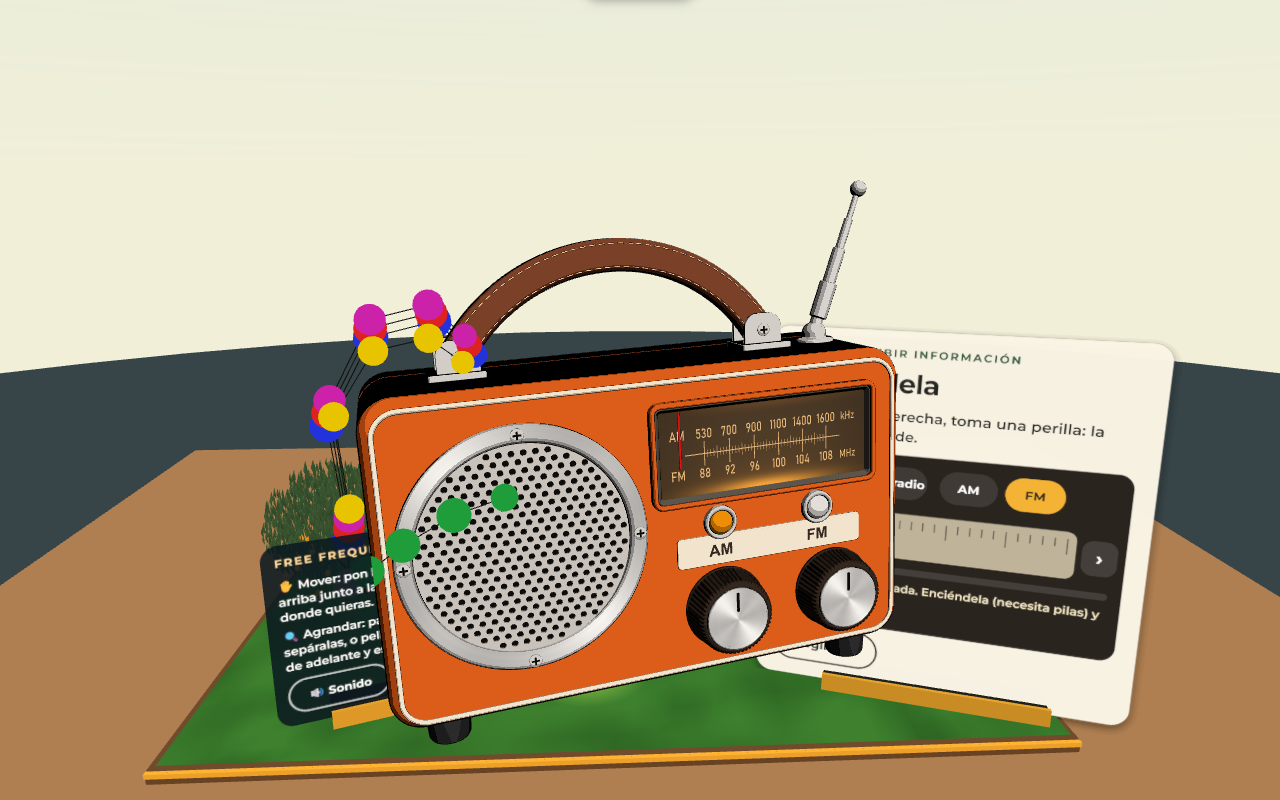 FREE FREQU
Mover: pon
arriba junto a la
donde quieras.
Agrandar: pa
sepáralas, o pel
de adelante y es
Sonido
AM 530 700 900 1100 1400 1600 kHz
FM 88 92 96 100 104 108 MHz
AM
FM
BIR INFORMACIÓN
dela
erecha, toma una perilla: la
de.
radio
AM
FM
›
ada. Enciéndela (necesita pilas) y